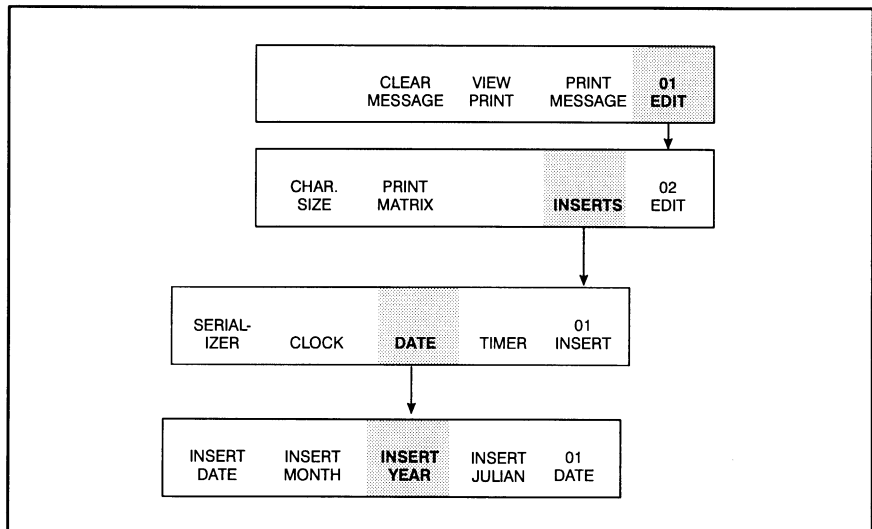 CLEAR VIEW PRINT 01
MESSAGE PRINT MESSAGE EDIT
CHAR. PRINT 02
SIZE MATRIX INSERTS EDIT
SERIAL- 01
IZER CLOCK DATE TIMER INSERT
INSERT INSERT INSERT INSERT 01
DATE MONTH YEAR JULIAN DATE